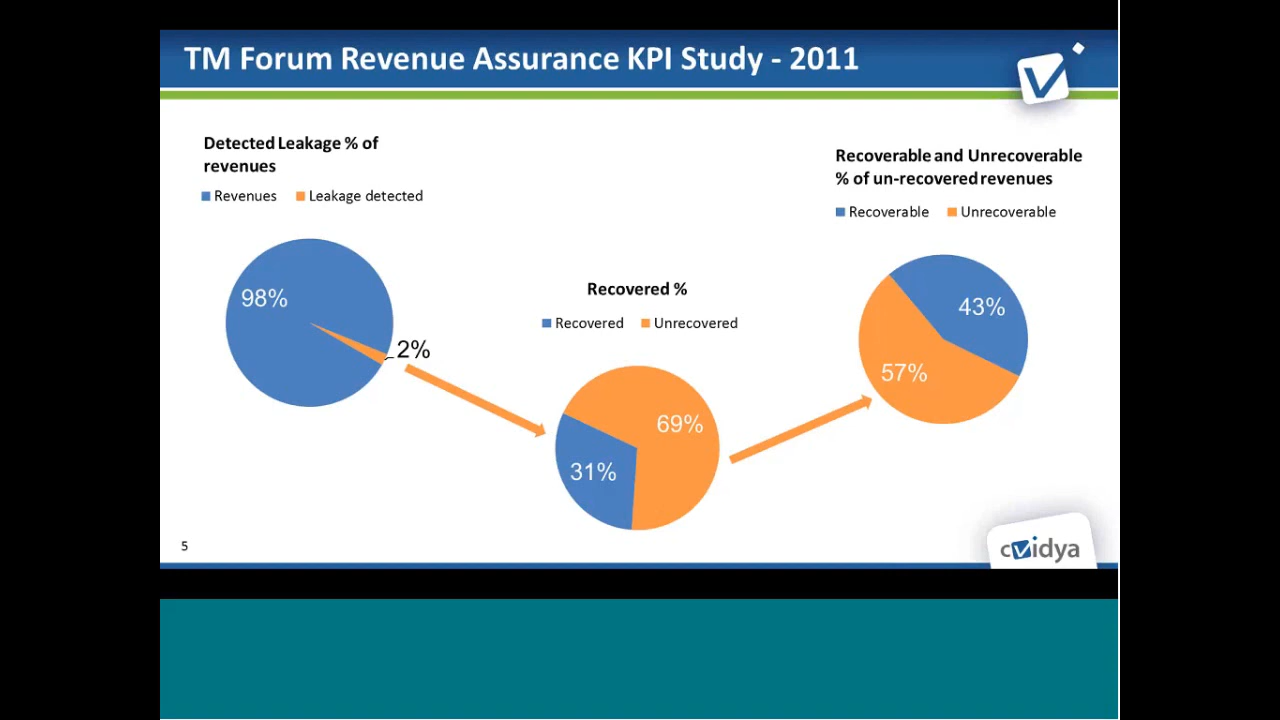 TM Forum Revenue Assurance KPI Study - 2011
Detected Leakage % of
revenues
Revenues
Leakage detected
98%
2%
Recovered %
Recovered
Unrecovered
69%
31%
Recoverable and Unrecoverable
% of un-recovered revenues
Recoverable
Unrecoverable
43%
57%
5
cvidya